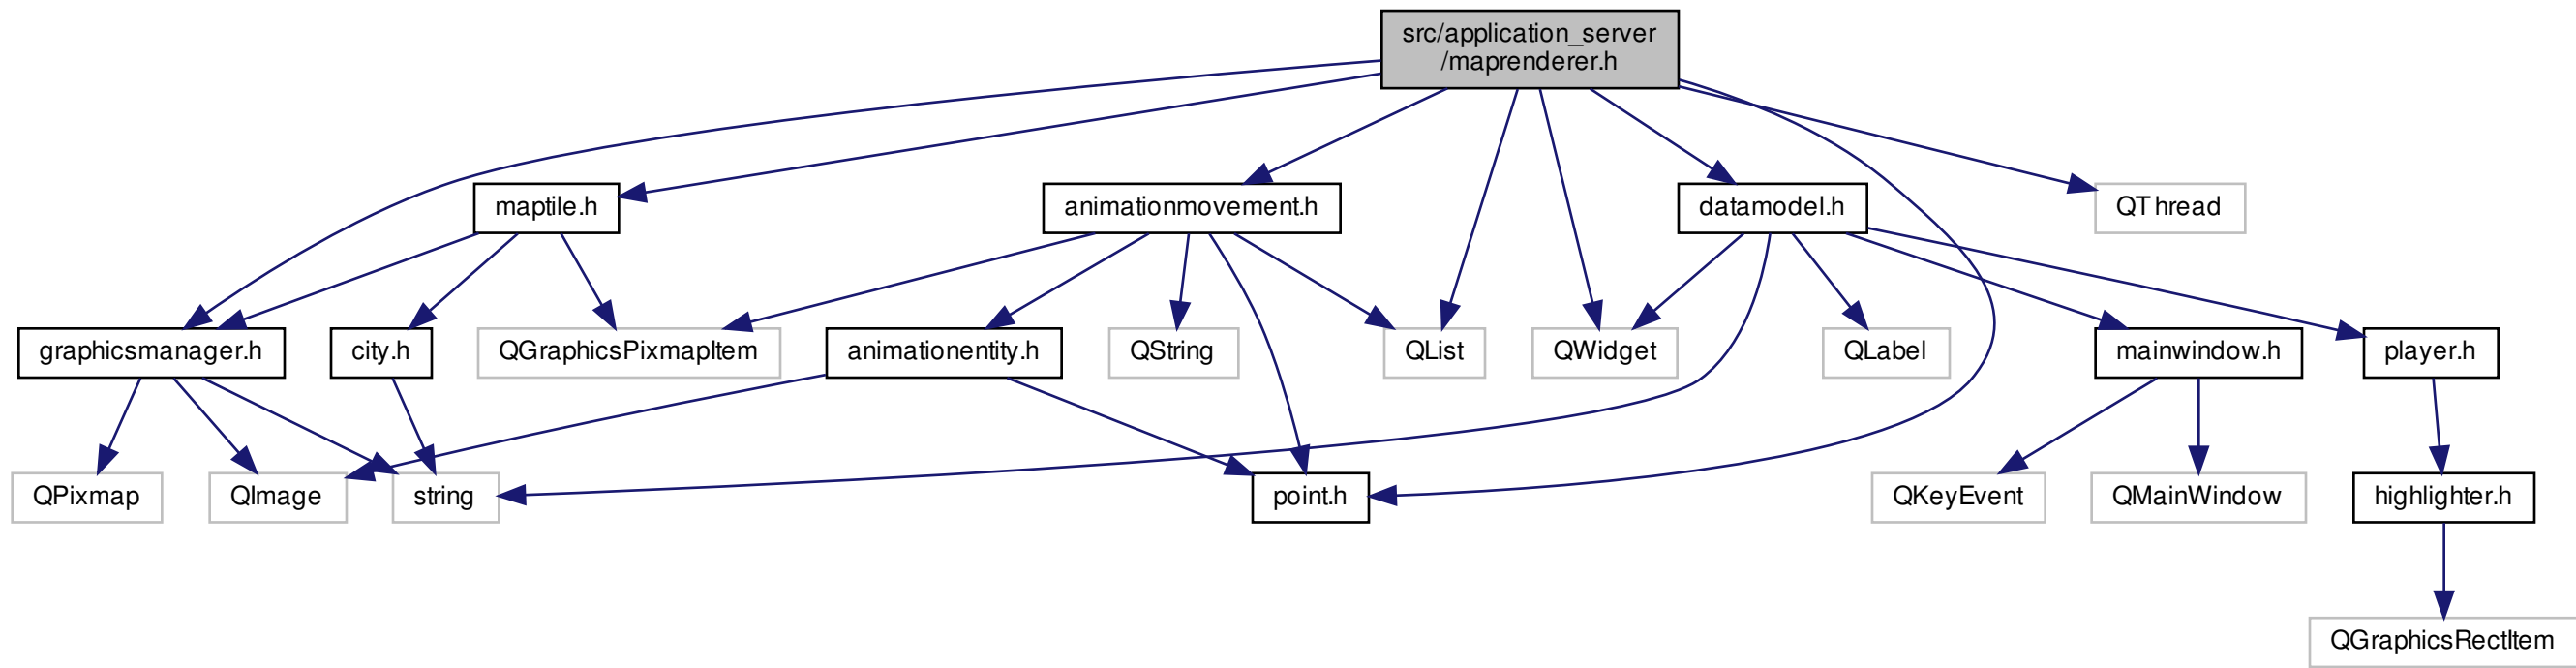 src/application_server
/maprenderer.h
maptile.h
animationmovement.h
datamodel.h
QThread
graphicsmanager.h
city.h
QGraphicsPixmapItem
animationentity.h
QString
QList
QWidget
QLabel
mainwindow.h
player.h
QPixmap
QImage
string
point.h
QKeyEvent
QMainWindow
highlighter.h
QGraphicsRectItem